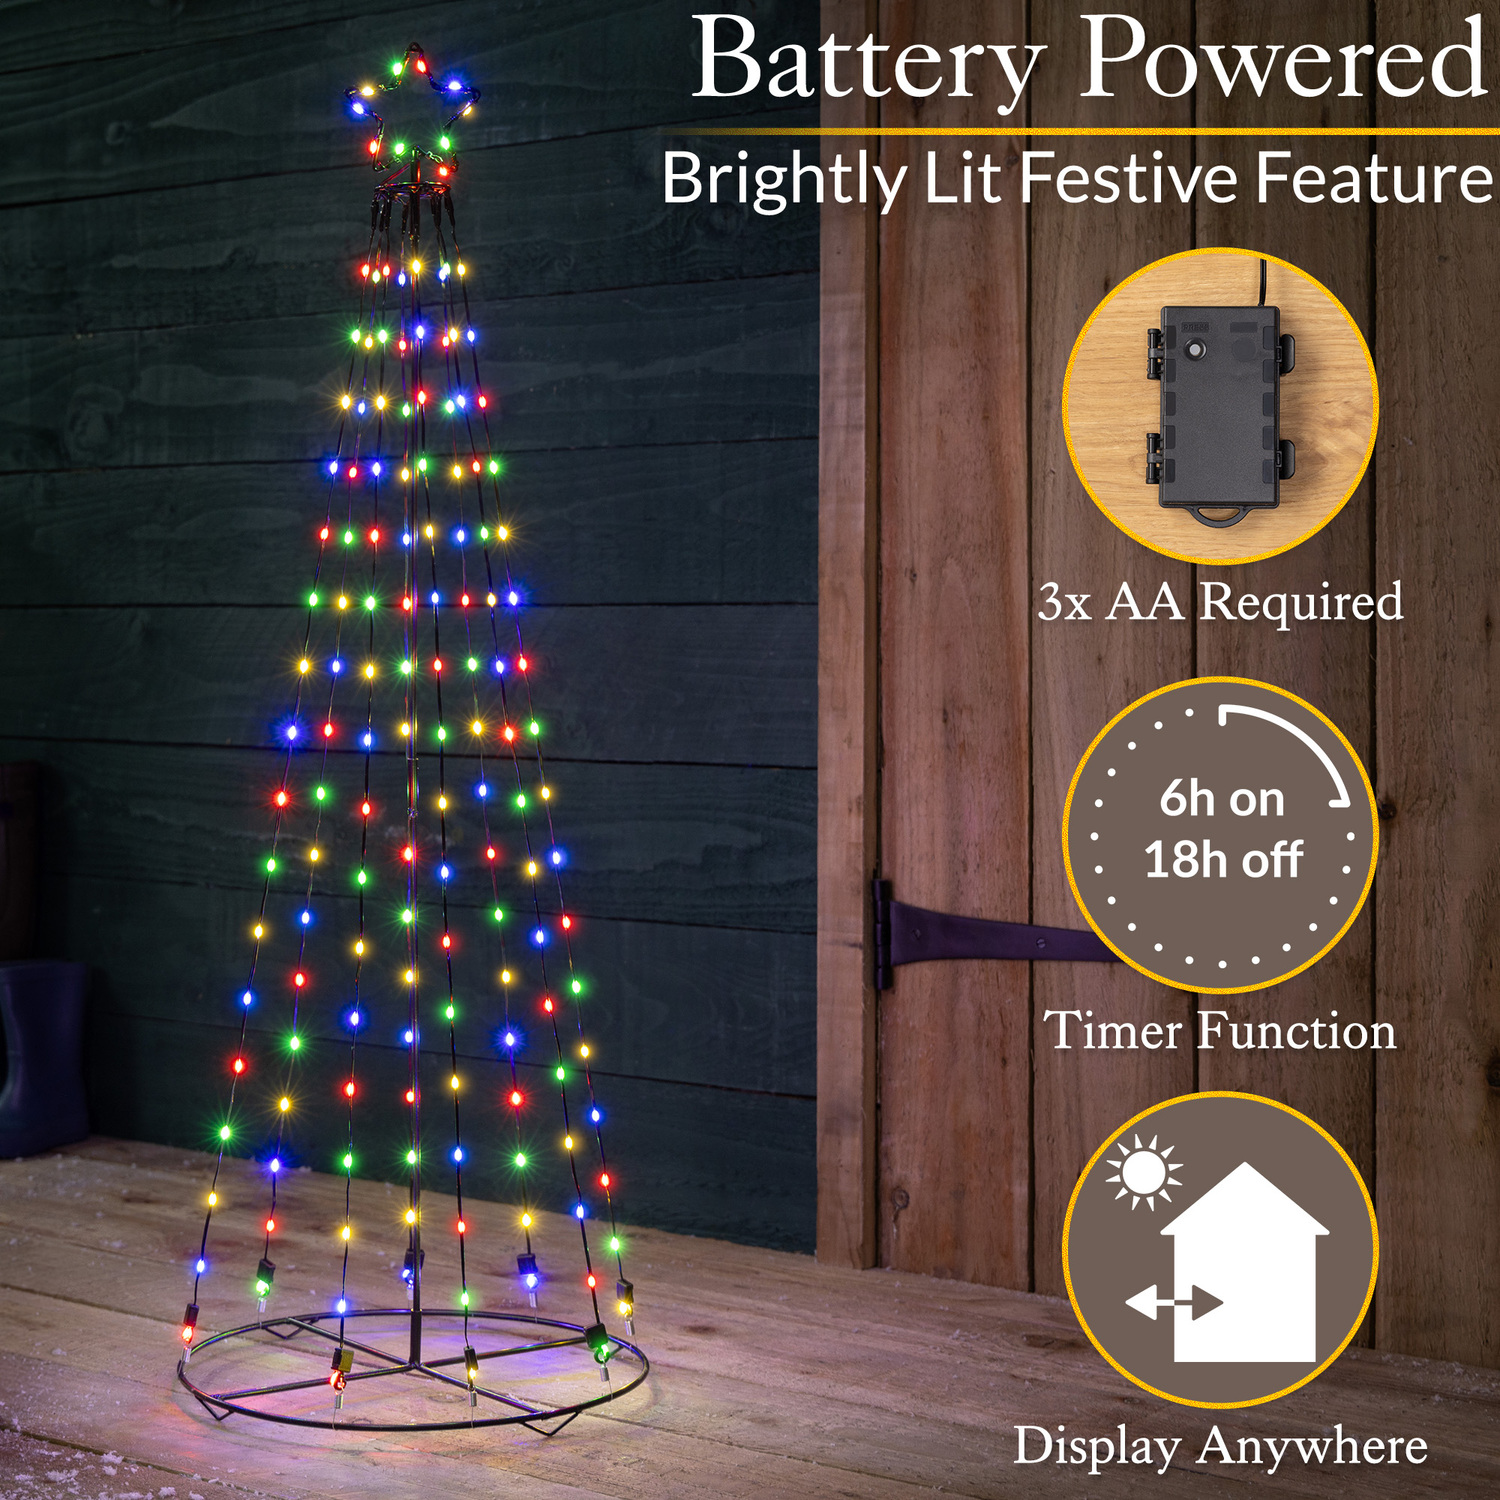 Battery Powered
Brightly Lit Festive Feature
3x AA Required
6h on
18h off
Timer Function
Display Anywhere